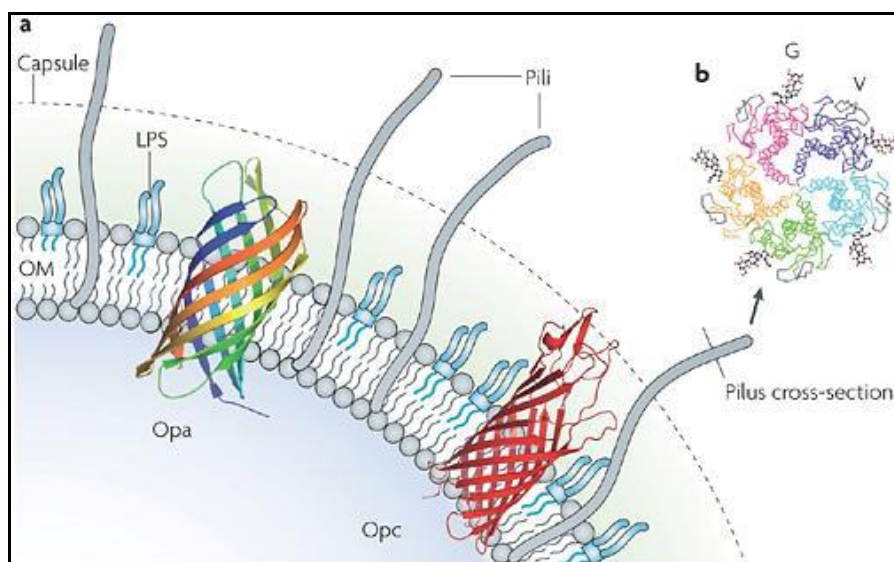 a
Capsule
LPS
Pili
b
G
V
OM
Opa
Opc
Pilus cross-section